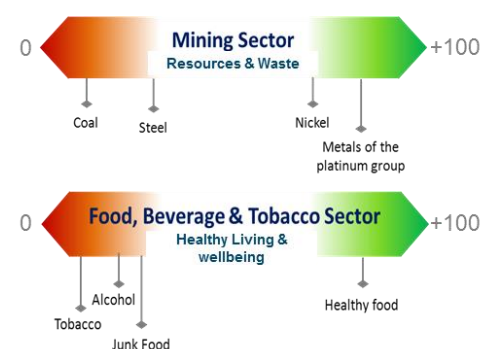 Mining Sector
Resources & Waste
0
+100
Coal
Steel
Nickel
Metals of the
platinum group
Food, Beverage & Tobacco Sector
Healthy Living &
wellbeing
0
+100
Tobacco
Alcohol
Junk Food
Healthy food